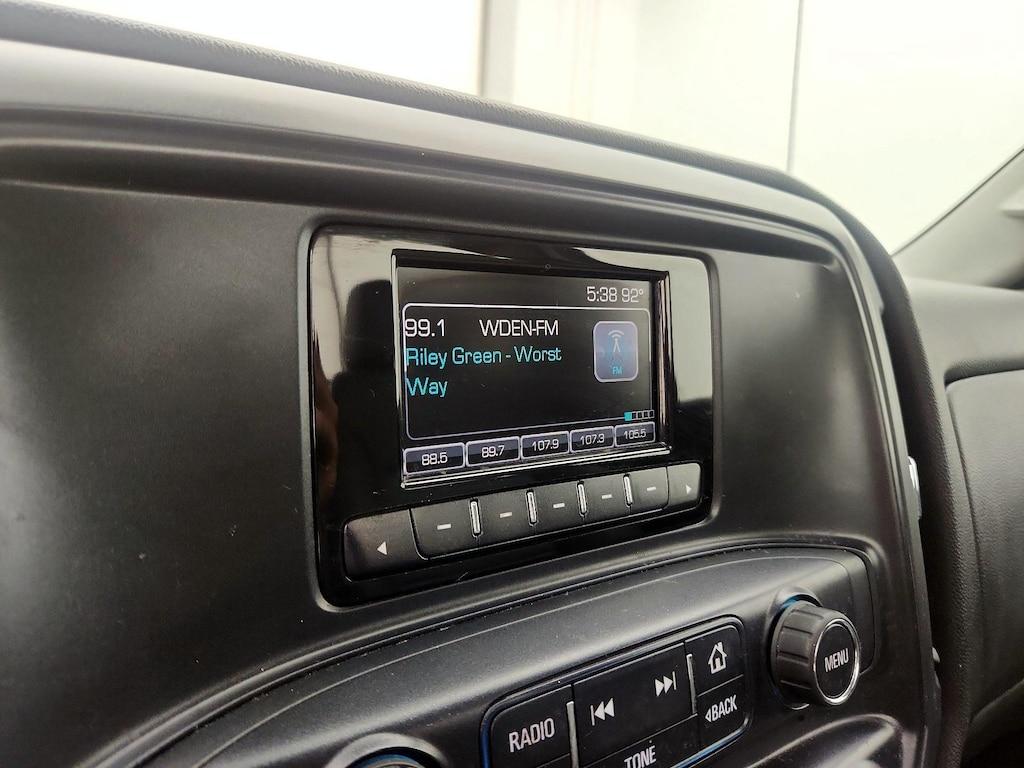 5:38 92°
99.1 WDEN-FM
Riley Green - Worst
Way
FM
88.5 89.7 107.9 107.3 105.5
MENU
RADIO
BACK
TONE